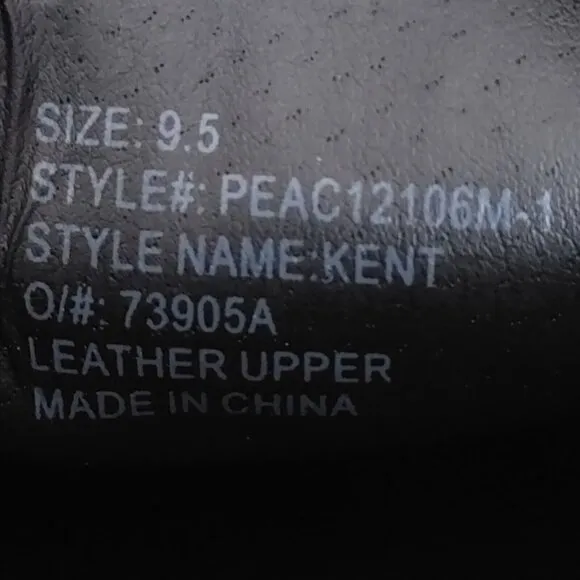 SIZE: 9.5
STYLE#: PEAC12106M-1
STYLE NAME:KENT
O/#: 73905A
LEATHER UPPER
MADE IN CHINA